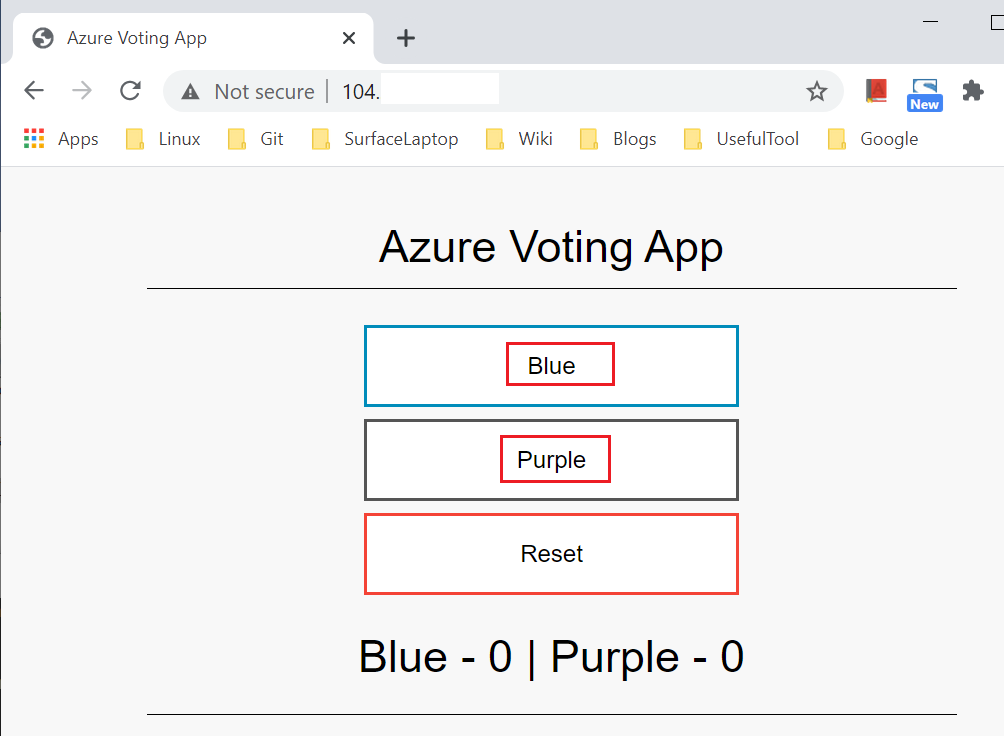 Azure Voting App
Not secure | 104.
New
Apps Linux Git SurfaceLaptop Wiki Blogs UsefulTool Google
Azure Voting App
Blue
Purple
Reset
Blue - 0 | Purple - 0